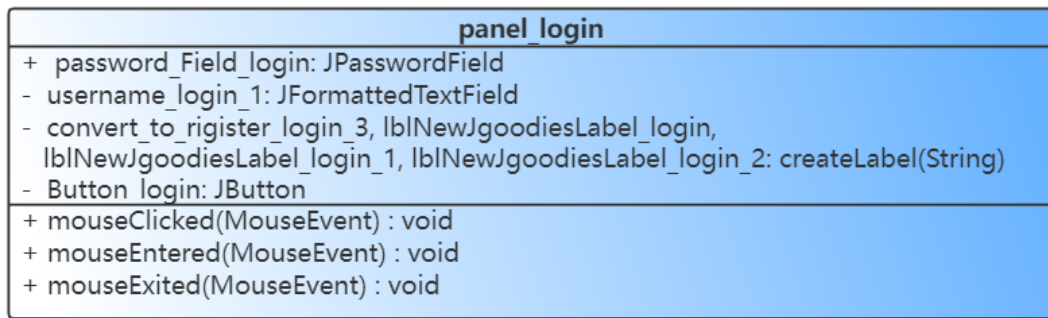 panel_login
+ password_Field_login: JPasswordField
- username_login_1: JFormattedTextField
- convert_to_rigister_login_3, lblNewJgoodiesLabel_login,
lblNewJgoodiesLabel_login_1, lblNewJgoodiesLabel_login_2: createLabel(String)
- Button_login: JButton
+ mouseClicked(MouseEvent) : void
+ mouseEntered(MouseEvent) : void
+ mouseExited(MouseEvent) : void